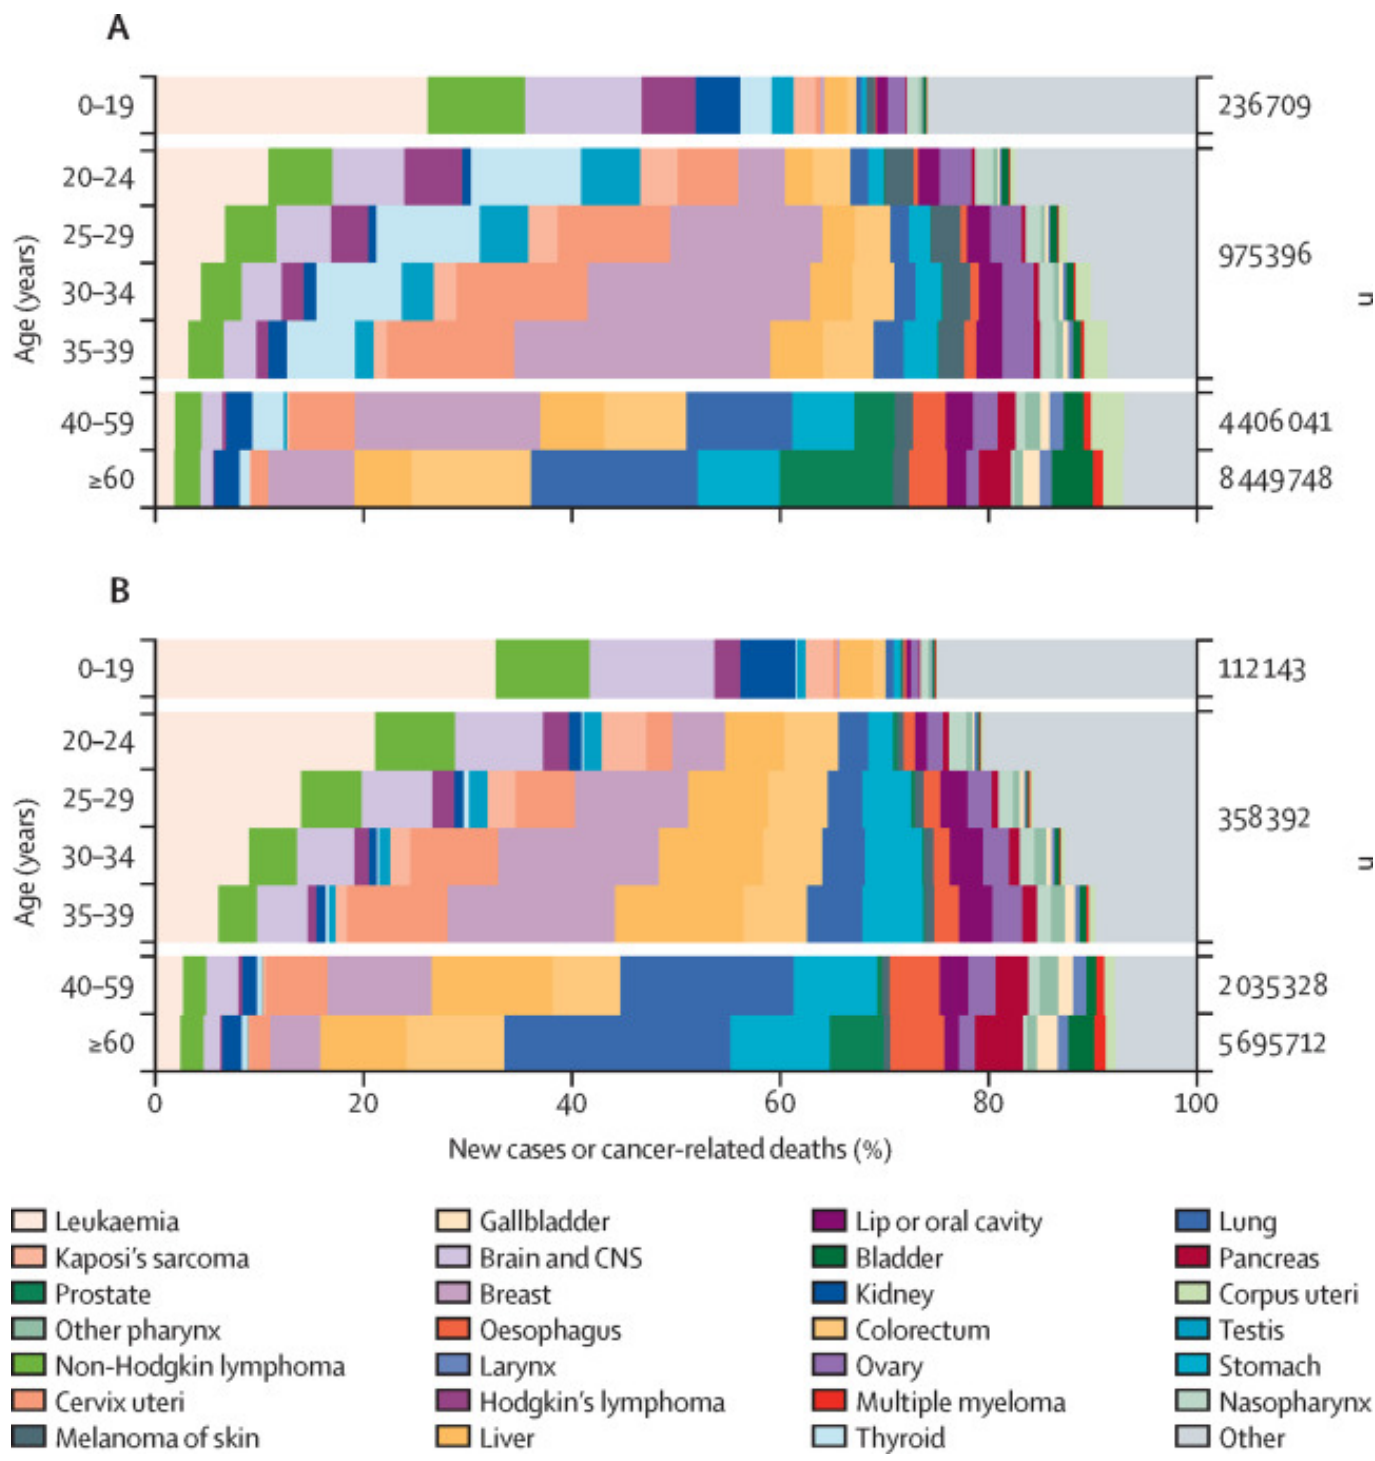 A
0–19
236709
20–24
25–29
975396
30–34
35–39
40–59
4406041
≥60
8449748
Age (years)
n
B
0–19
112143
20–24
25–29
358392
30–34
35–39
40–59
2035328
≥60
5695712
Age (years)
n
0 20 40 60 80 100
New cases or cancer-related deaths (%)
Leukaemia Gallbladder Lip or oral cavity Lung
Kaposi's sarcoma Brain and CNS Bladder Pancreas
Prostate Breast Kidney Corpus uteri
Other pharynx Oesophagus Colorectum Testis
Non-Hodgkin lymphoma Larynx Ovary Stomach
Cervix uteri Hodgkin's lymphoma Multiple myeloma Nasopharynx
Melanoma of skin Liver Thyroid Other